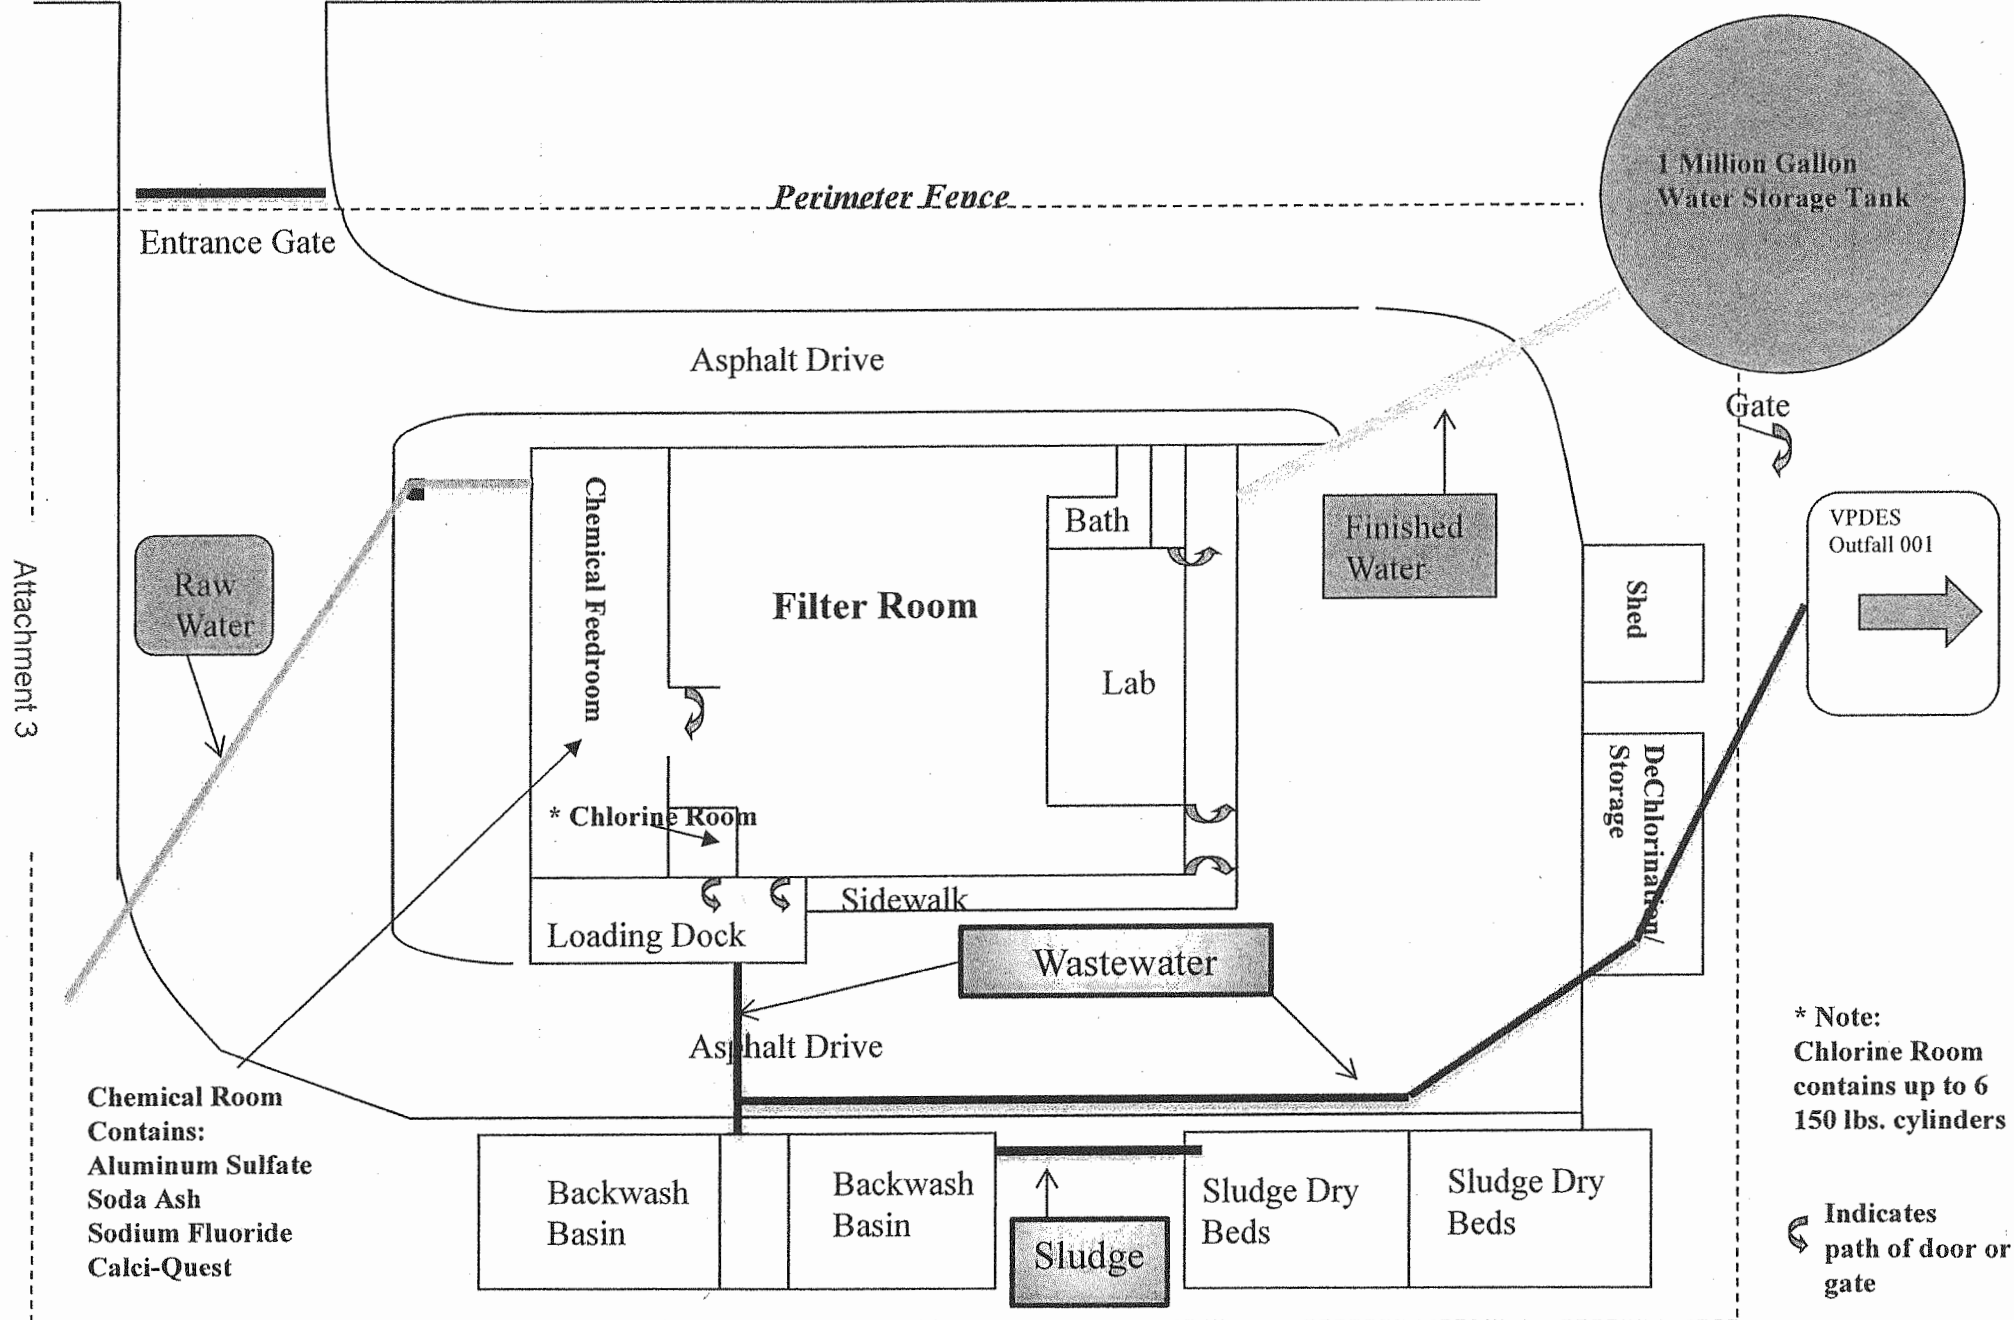 1 Million Gallon
Water Storage Tank
Perimeter Fence
Entrance Gate
Asphalt Drive
Gate
Chemical Feedroom
Bath
Finished
Water
VPDES
Outfall 001
Raw
Water
Attachment 3
Filter Room
Shed
Lab
DeChlorination/
Storage
* Chlorine Room
Sidewalk
Loading Dock
Wastewater
Asphalt Drive
* Note:
Chlorine Room
contains up to 6
150 lbs. cylinders
Chemical Room
Contains:
Aluminum Sulfate
Soda Ash
Sodium Fluoride
Calci-Quest
Backwash
Basin
Backwash
Basin
Sludge
Sludge Dry
Beds
Sludge Dry
Beds
Indicates
path of door or
gate